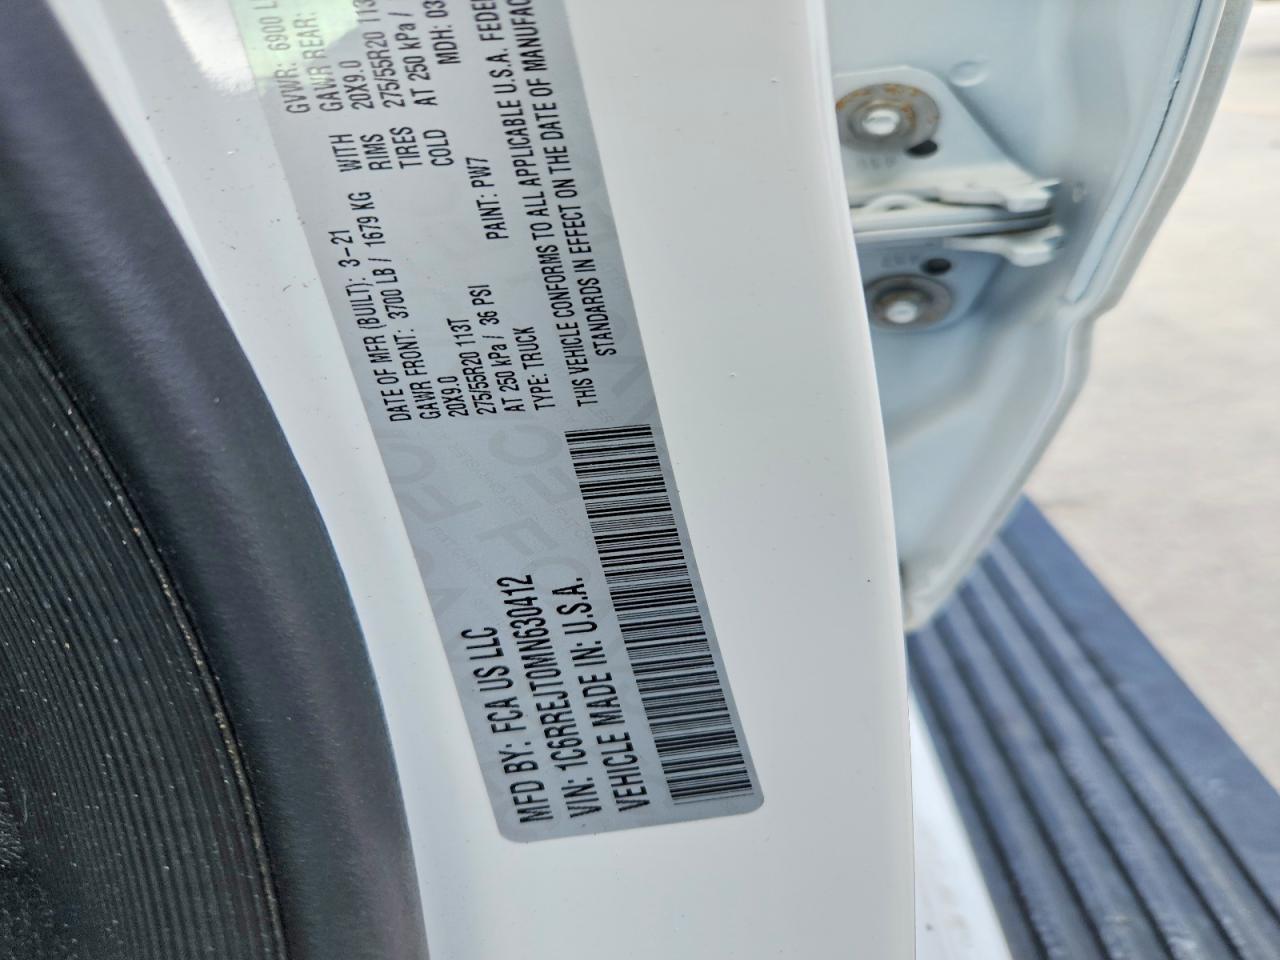 MFD BY: FCA US LLC
VIN: 1C6RREJT0MN630412
VEHICLE MADE IN: U.S.A.
DATE OF MFR (BUILT): 3-21
GVWR: 6900 L
GAWR FRONT: 3700 LB / 1679 KG WITH
GAWR REAR:
20X9.0 RIMS 20X9.0
275/55R20 113T TIRES 275/55R20 113
AT 250 kPa / 36 PSI COLD AT 250 kPa /
TYPE: TRUCK PAINT: PW7 MDH: 03
THIS VEHICLE CONFORMS TO ALL APPLICABLE U.S.A. FEDE
STANDARDS IN EFFECT ON THE DATE OF MANUFAC